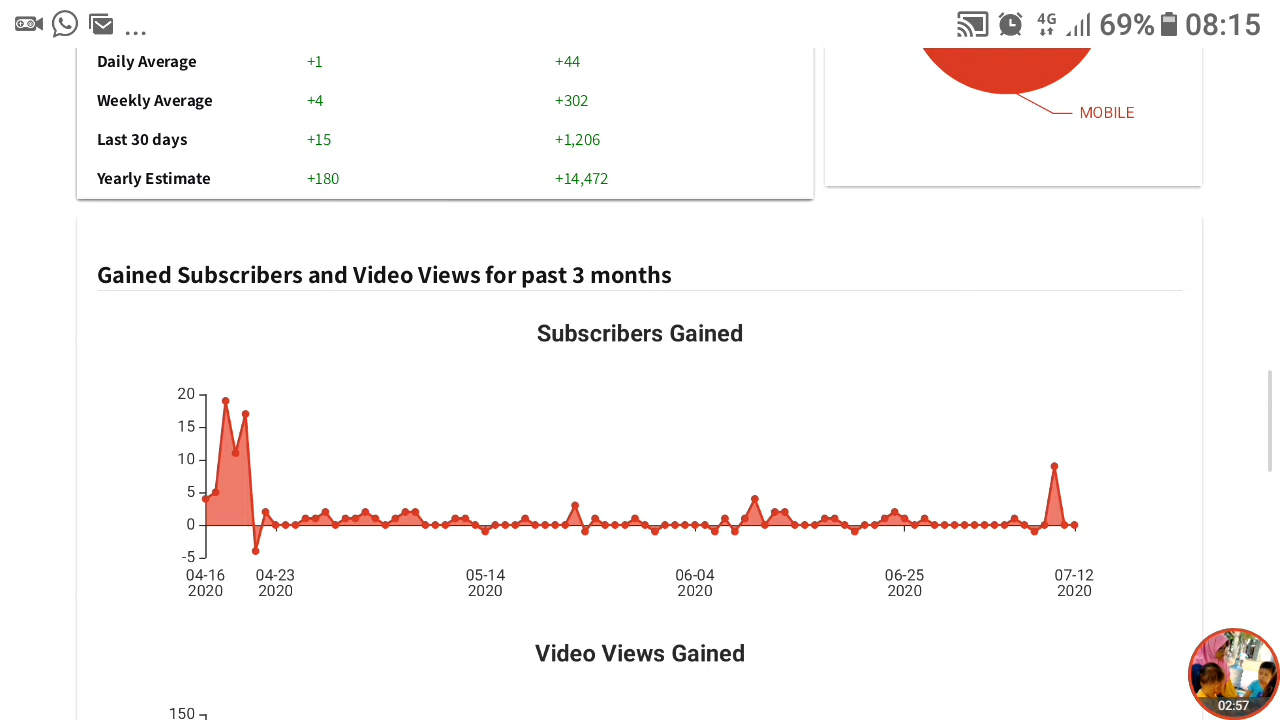 ... 4G 69% 08:15
Daily Average +1 +44
Weekly Average +4 +302
Last 30 days +15 +1,206
Yearly Estimate +180 +14,472
MOBILE
Gained Subscribers and Video Views for past 3 months
Subscribers Gained
20
15
10
5
0
-5
04-16 04-23 05-14 06-04 06-25 07-12
2020 2020 2020 2020 2020 2020
Video Views Gained
150
02:57